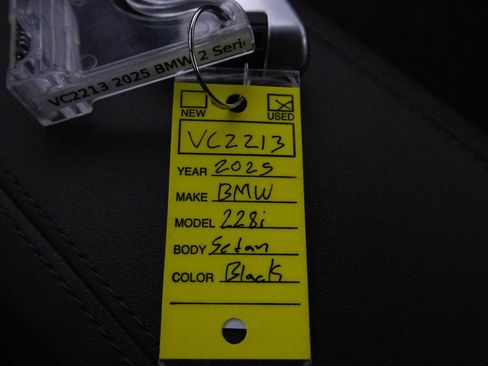 VC2213 2025 BMW 2 Seri
NEW USED
VC2213
YEAR 2025
MAKE BMW
MODEL 228i
BODY Sedan
COLOR Black